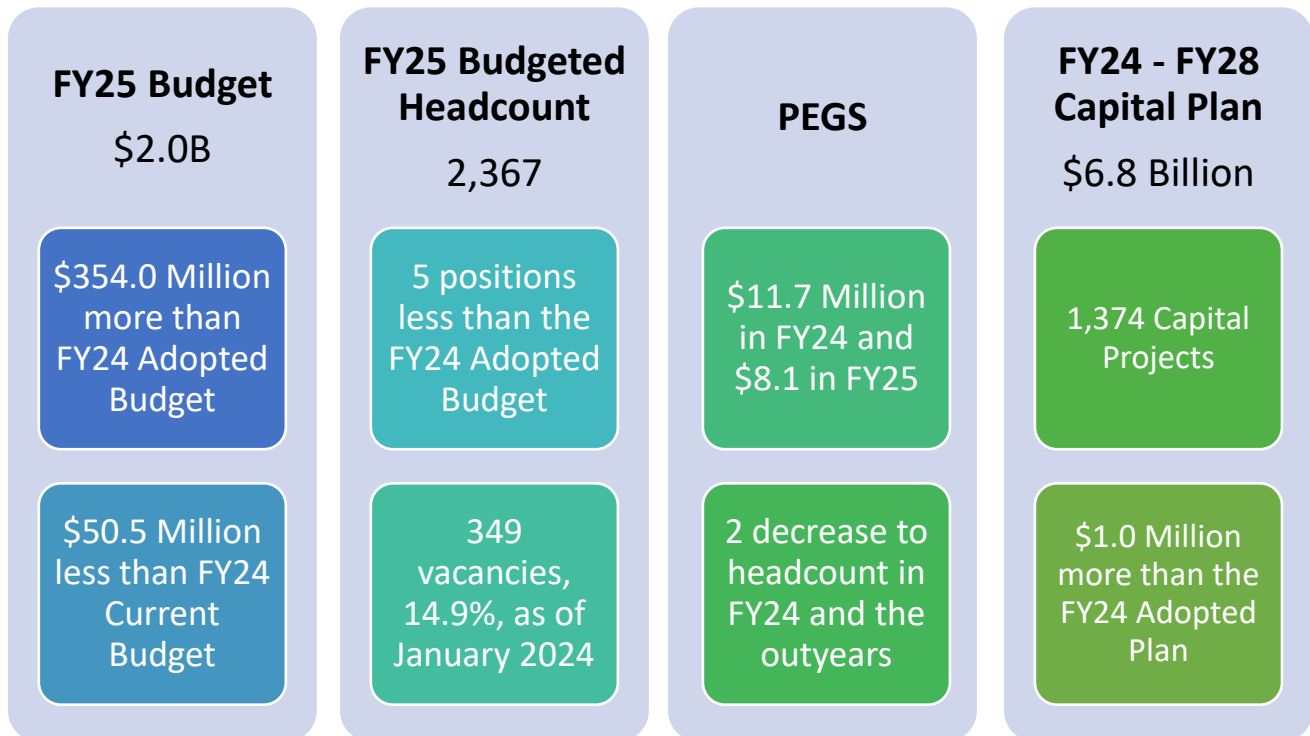 FY25 Budget
$2.0B
$354.0 Million
more than
FY24 Adopted
Budget
$50.5 Million
less than FY24
Current
Budget
FY25 Budgeted
Headcount
2,367
5 positions
less than the
FY24 Adopted
Budget
349
vacancies,
14.9%, as of
January 2024
PEGS
$11.7 Million
in FY24 and
$8.1 in FY25
2 decrease to
headcount in
FY24 and the
outyears
FY24 - FY28
Capital Plan
$6.8 Billion
1,374 Capital
Projects
$1.0 Million
more than the
FY24 Adopted
Plan